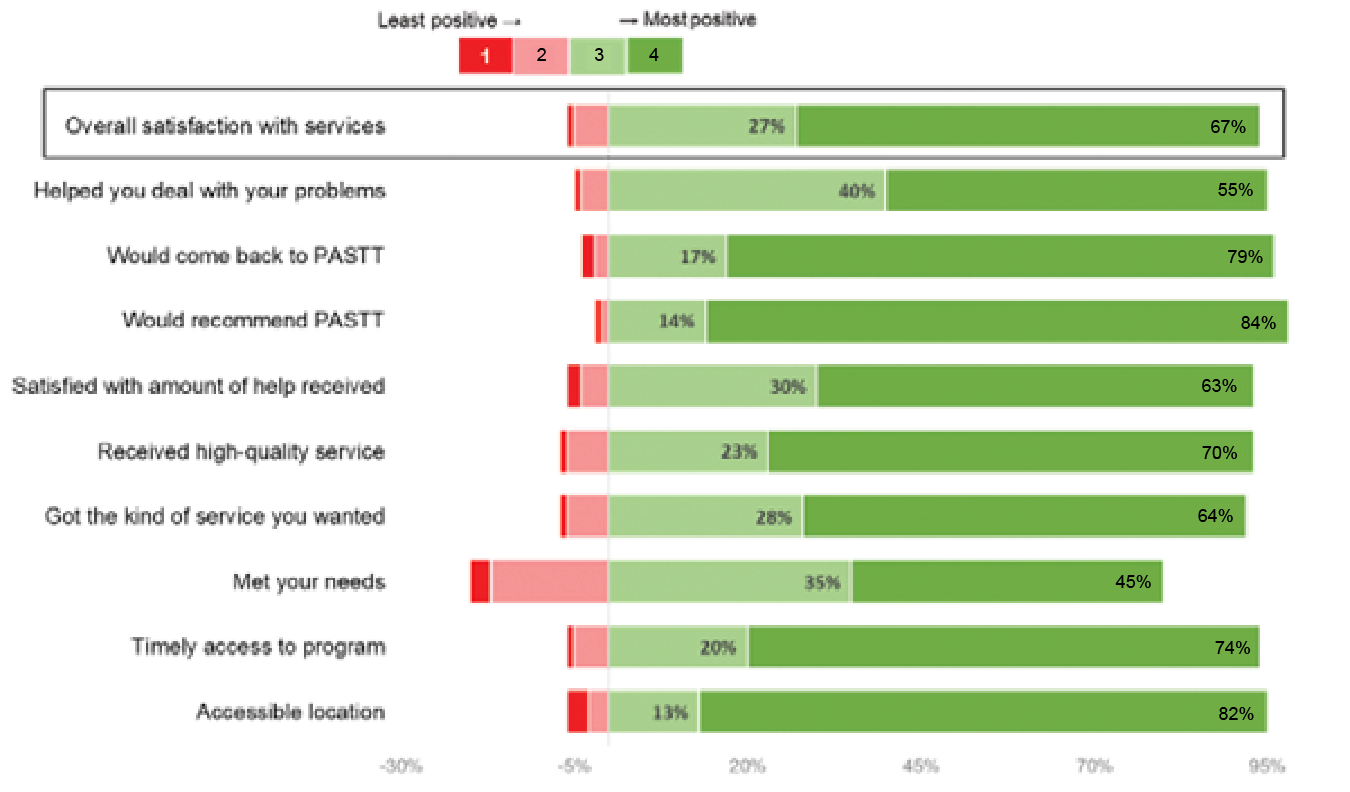 Least positive → → Most positive
1 2 3 4
Overall satisfaction with services 27% 67%
Helped you deal with your problems 40% 55%
Would come back to PASTT 17% 79%
Would recommend PASTT 14% 84%
Satisfied with amount of help received 30% 63%
Received high-quality service 23% 70%
Got the kind of service you wanted 28% 64%
Met your needs 35% 45%
Timely access to program 20% 74%
Accessible location 13% 82%
-30% -5% 20% 45% 70% 95%